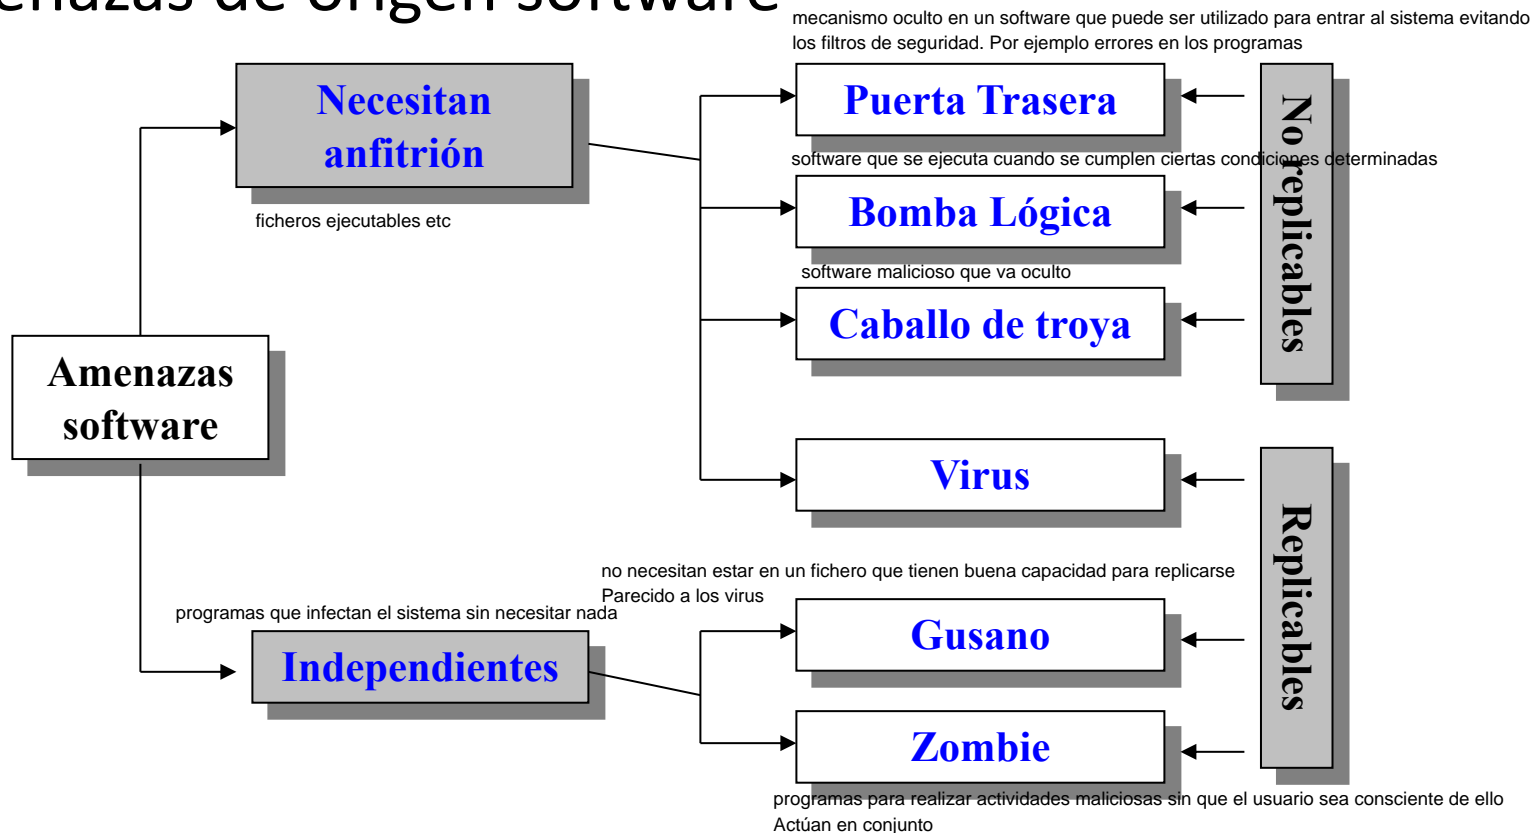 enazas de origen software
mecanismo oculto en un software que puede ser utilizado para entrar al sistema evitando
los filtros de seguridad. Por ejemplo errores en los programas
Necesitan
anfitrión
ficheros ejecutables etc
Puerta Trasera
software que se ejecuta cuando se cumplen ciertas condiciones determinadas
Bomba Lógica
software malicioso que va oculto
Caballo de troya
No replicables
Amenazas
software
Virus
Replicables
no necesitan estar en un fichero que tienen buena capacidad para replicarse
Parecido a los virus
programas que infectan el sistema sin necesitar nada
Independientes
Gusano
Zombie
programas para realizar actividades maliciosas sin que el usuario sea consciente de ello
Actúan en conjunto